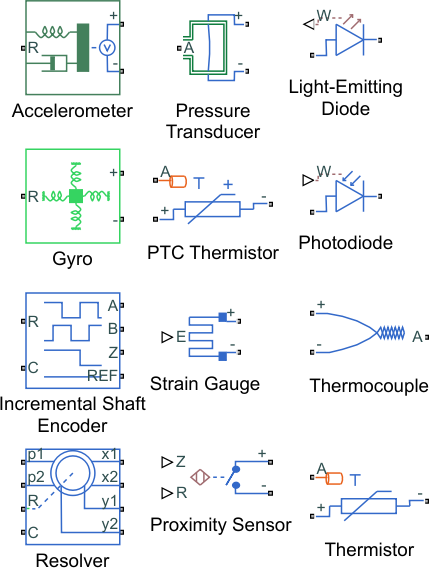 +
W
R
V
A
-
Accelerometer
Pressure
Transducer
Light-Emitting
Diode
A
W
+
R
T
+
-
+
-
Gyro
PTC Thermistor
Photodiode
A
R
B
+
+
E
Z
-
-
A
C
REF
Incremental Shaft
Encoder
Strain Gauge
Thermocouple
p1
x1
Z
+
p2
x2
A
T
R
y1
R
-
-
C
y2
+
Resolver
Proximity Sensor
Thermistor